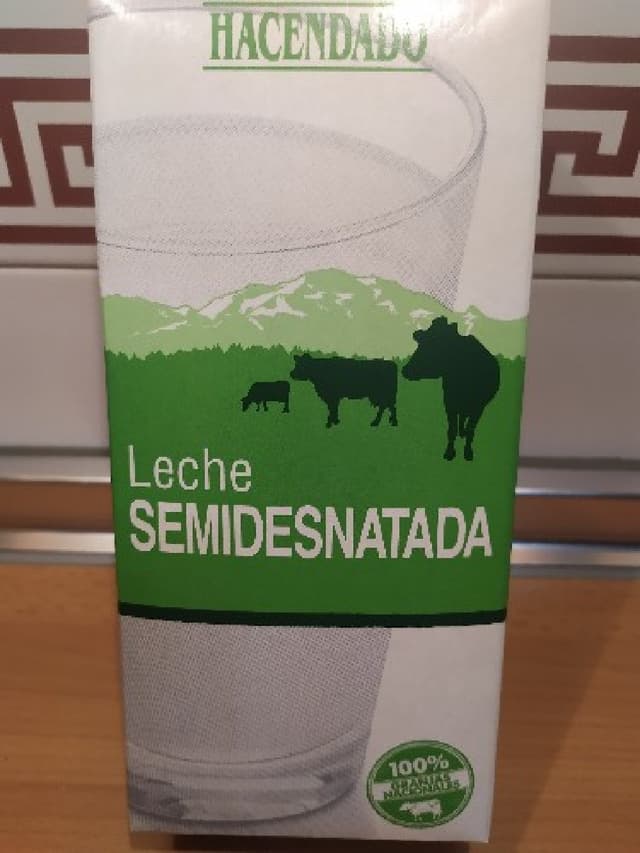 HACENDADO
Leche
SEMIDESNATADA
100%
GRANJAS
NACIONALES